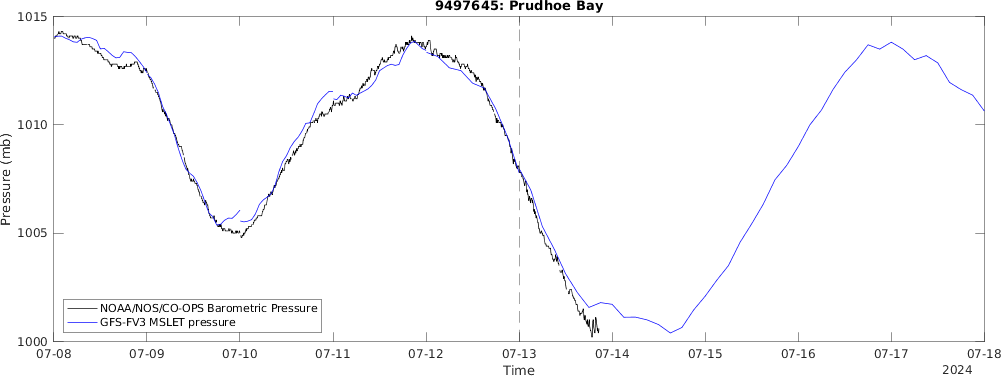 9497645: Prudhoe Bay
1015
1010
1005
1000
Pressure (mb)
NOAA/NOS/CO-OPS Barometric Pressure
GFS-FV3 MSLET pressure
07-08 07-09 07-10 07-11 07-12 07-13 07-14 07-15 07-16 07-17 07-18
Time
2024